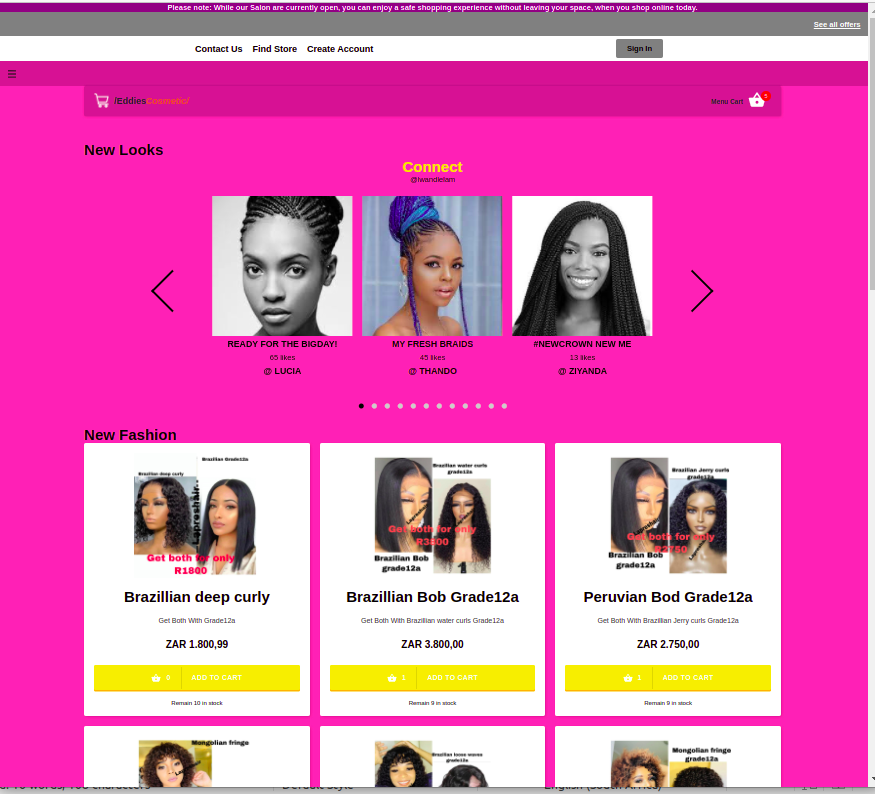 Please note: While our Salon are currently open, you can enjoy a safe shopping experience without leaving your space, when you shop online today.
See all offers
Contact Us Find Store Create Account
Sign In
/EddiesCosmetic/
Menu Cart 5
New Looks
Connect
@lwandlelam
READY FOR THE BIGDAY! MY FRESH BRAIDS #NEWCROWN NEW ME
65 likes 45 likes 13 likes
@ LUCIA @ THANDO @ ZIYANDA
New Fashion
Brazilian Grade12a
Brazilian deep curly
Get both for only
R1800
Brazilian water curls
grade12a
Get both for only
R3800
Brazilian Bob
grade12a
Brazilian Jerry curls
grade12a
Get both for only
R2750
Brazilian Bob
grade12a
Brazillian deep curly Brazillian Bob Grade12a Peruvian Bod Grade12a
Get Both With Grade12a Get Both With Brazillian water curls Grade12a Get Both With Brazillian Jerry curls Grade12a
ZAR 1.800,99 ZAR 3.800,00 ZAR 2.750,00
0 ADD TO CART 1 ADD TO CART 1 ADD TO CART
Remain 10 in stock Remain 9 in stock Remain 9 in stock
Mongolian fringe
Brazilian loose waves
grade12a
Mongolian fringe
grade12a